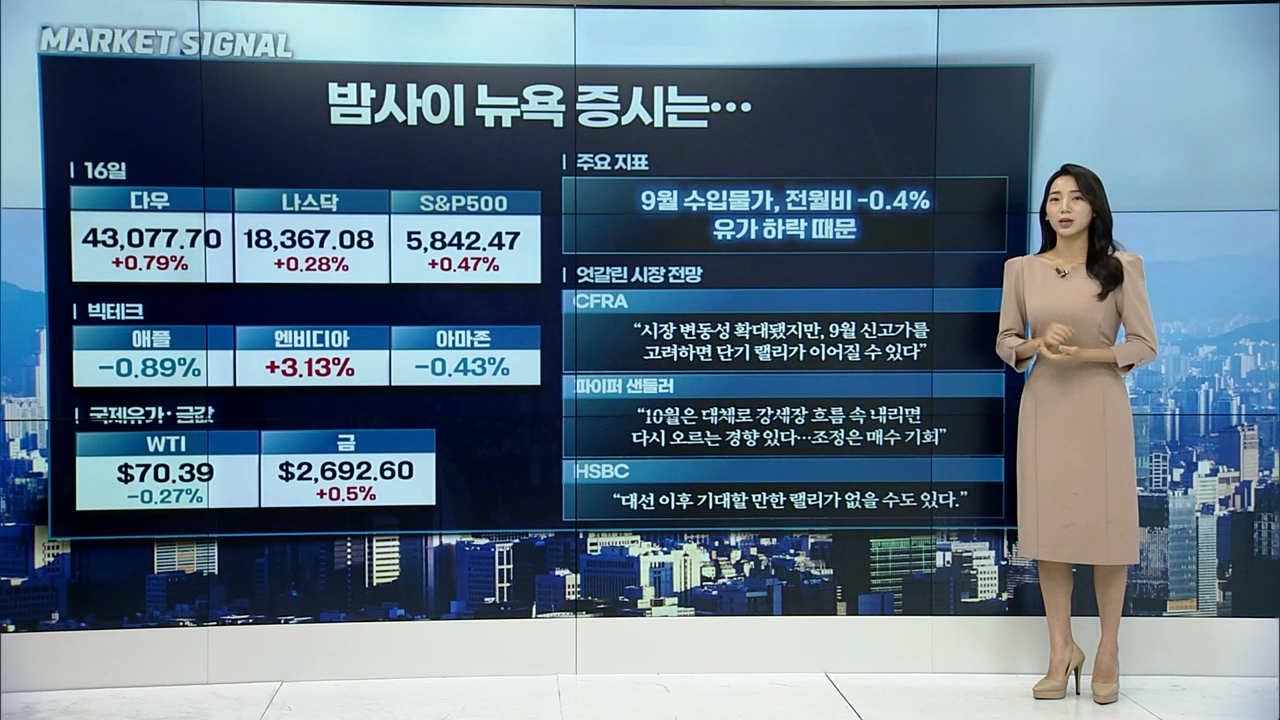 MARKET SIGNAL
밤사이 뉴욕 증시는…
16일
다우
나스닥
S&P500
43,077.70
18,367.08
5,842.47
+0.79%
+0.28%
+0.47%
빅테크
애플
엔비디아
아마존
-0.89%
+3.13%
-0.43%
국제유가·금값
WTI
금
$70.39
$2,692.60
-0.27%
+0.5%
주요 지표
9월 수입물가, 전월비 -0.4%
유가 하락 때문
엇갈린 시장 전망
CFRA
“시장 변동성 확대됐지만, 9월 신고가를
고려하면 단기 랠리가 이어질 수 있다”
파이퍼 샌들러
“10월은 대체로 강세장 흐름 속 내리면
다시 오르는 경향 있다…조정은 매수 기회”
HSBC
“대선 이후 기대할 만한 랠리가 없을 수도 있다.”